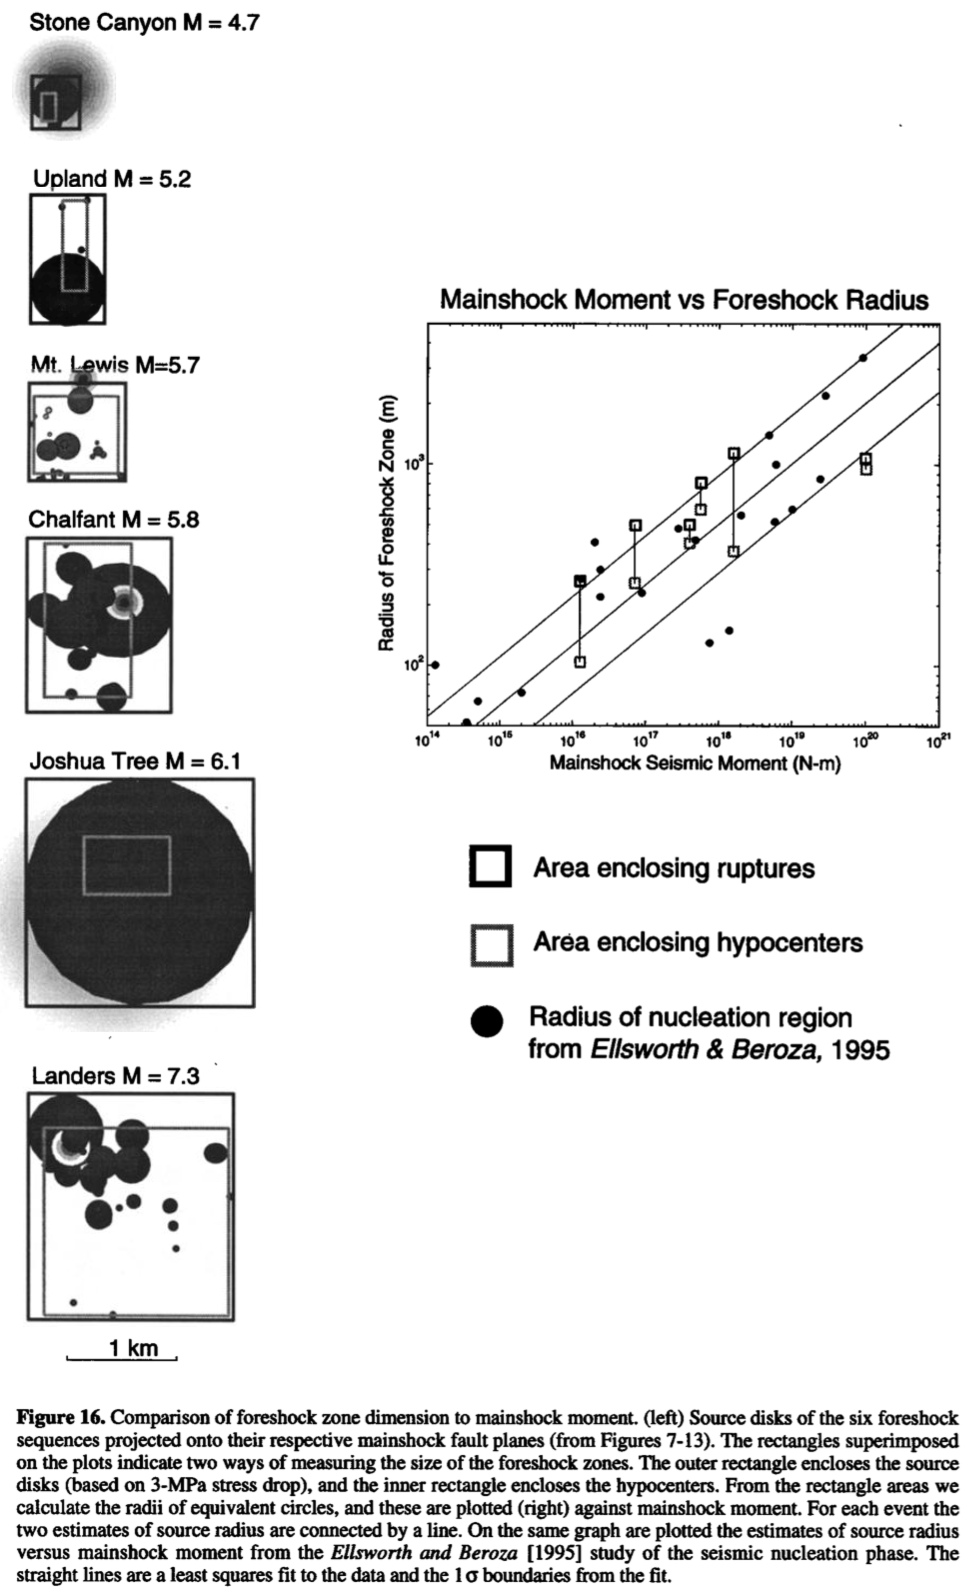 Stone Canyon M = 4.7
Upland M = 5.2
Mt. Lewis M=5.7
Chalfant M = 5.8
Joshua Tree M = 6.1
Landers M = 7.3
1 km
Mainshock Moment vs Foreshock Radius
Radius of Foreshock Zone (m)
10³
10²
10¹⁴ 10¹⁵ 10¹⁶ 10¹⁷ 10¹⁸ 10¹⁹ 10²⁰ 10²¹
Mainshock Seismic Moment (N-m)
Area enclosing ruptures
Area enclosing hypocenters
Radius of nucleation region
from Ellsworth & Beroza, 1995
Figure 16. Comparison of foreshock zone dimension to mainshock moment. (left) Source disks of the six foreshock
sequences projected onto their respective mainshock fault planes (from Figures 7-13). The rectangles superimposed
on the plots indicate two ways of measuring the size of the foreshock zones. The outer rectangle encloses the source
disks (based on 3-MPa stress drop), and the inner rectangle encloses the hypocenters. From the rectangle areas we
calculate the radii of equivalent circles, and these are plotted (right) against mainshock moment. For each event the
two estimates of source radius are connected by a line. On the same graph are plotted the estimates of source radius
versus mainshock moment from the Ellsworth and Beroza [1995] study of the seismic nucleation phase. The
straight lines are a least squares fit to the data and the 1σ boundaries from the fit.